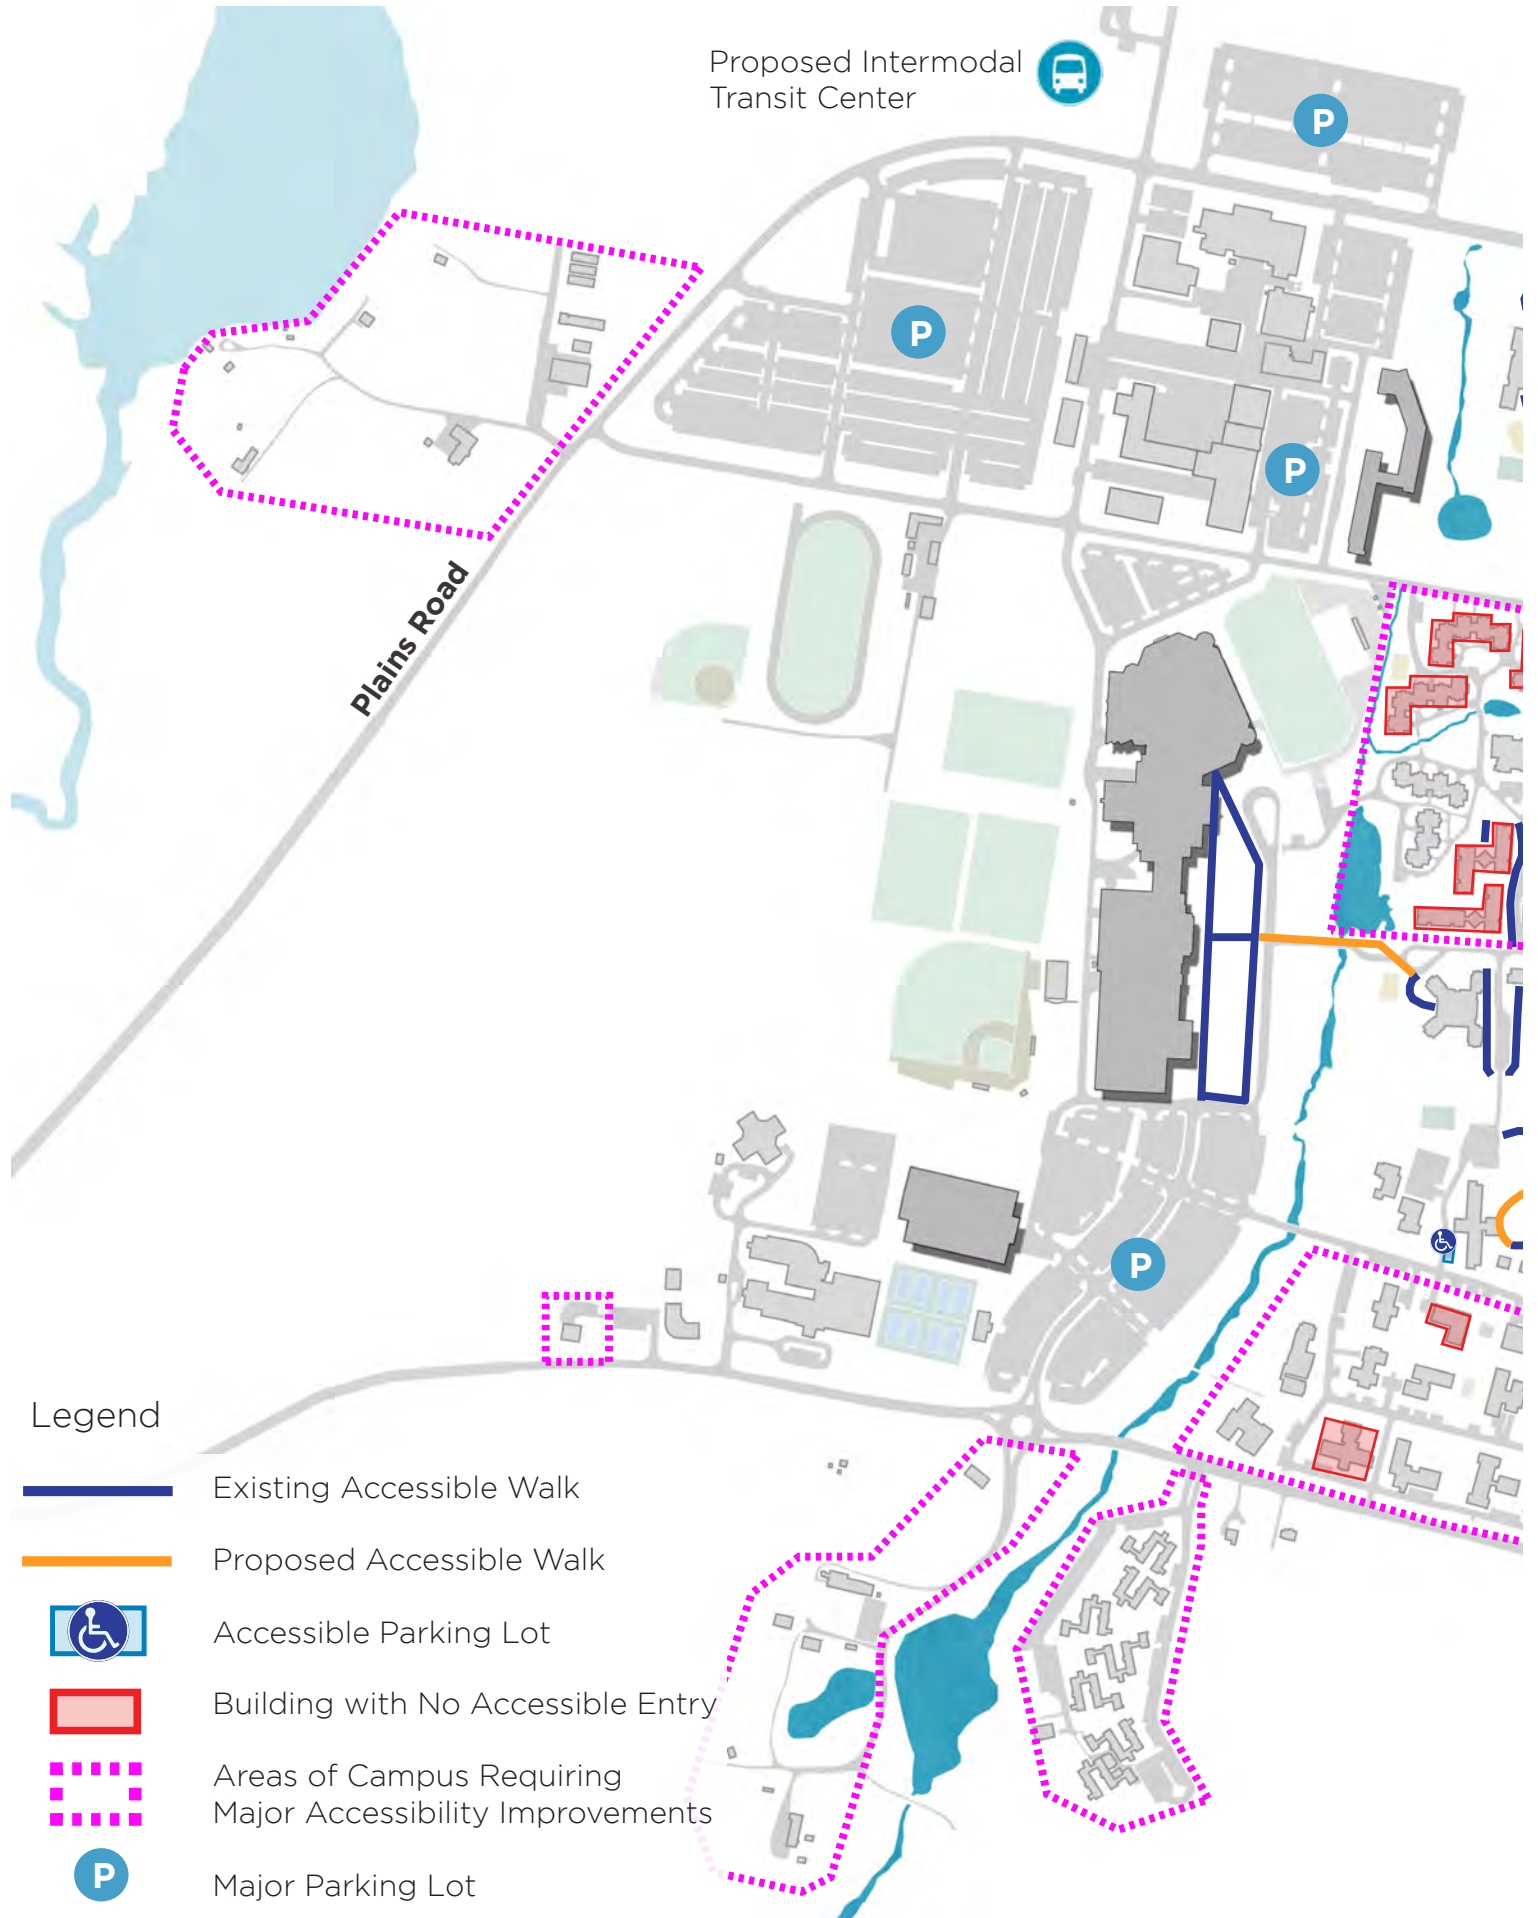 Proposed Intermodal
Transit Center
P
P
P
Plains Road
P
Legend
Existing Accessible Walk
Proposed Accessible Walk
Accessible Parking Lot
Building with No Accessible Entry
Areas of Campus Requiring
Major Accessibility Improvements
P
Major Parking Lot